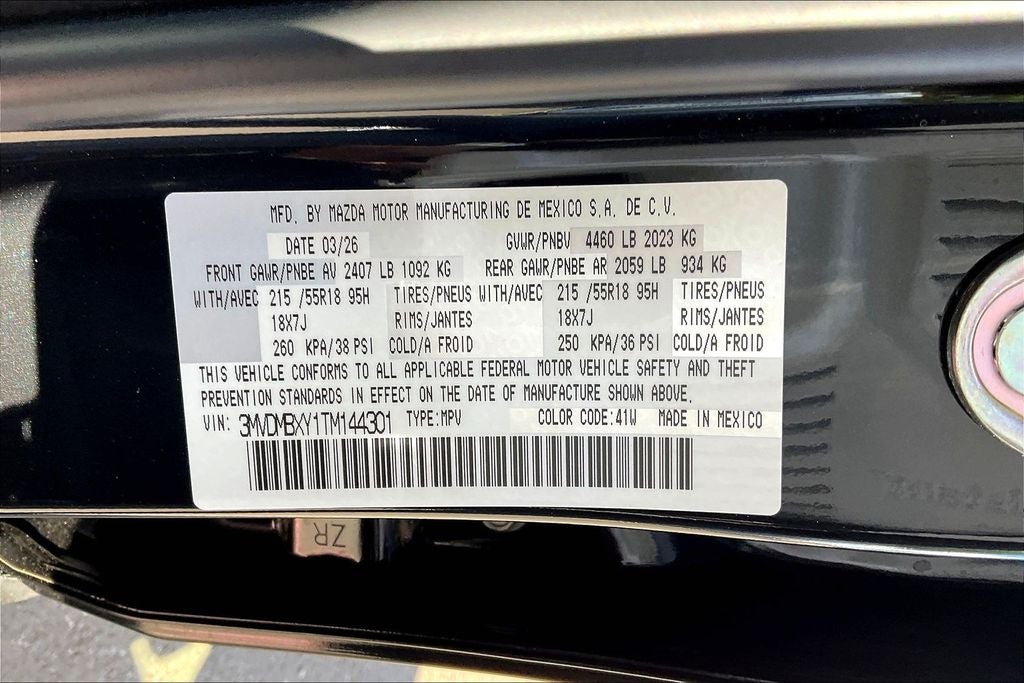 MFD. BY MAZDA MOTOR MANUFACTURING DE MEXICO S.A. DE C.V.
DATE 03/26 GVWR/PNBV 4460 LB 2023 KG
FRONT GAWR/PNBE AV 2407 LB 1092 KG REAR GAWR/PNBE AR 2059 LB 934 KG
WITH/AVEC 215 /55R18 95H TIRES/PNEUS WITH/AVEC 215 /55R18 95H TIRES/PNEUS
18X7J RIMS/JANTES 18X7J RIMS/JANTES
260 KPA/38 PSI COLD/A FROID 250 KPA/36 PSI COLD/A FROID
THIS VEHICLE CONFORMS TO ALL APPLICABLE FEDERAL MOTOR VEHICLE SAFETY AND THEFT
PREVENTION STANDARDS IN EFFECT ON THE DATE OF MANUFACTURE SHOWN ABOVE.
VIN: 3MVDMBXY1TM144301 TYPE:MPV COLOR CODE:41W MADE IN MEXICO
ZR